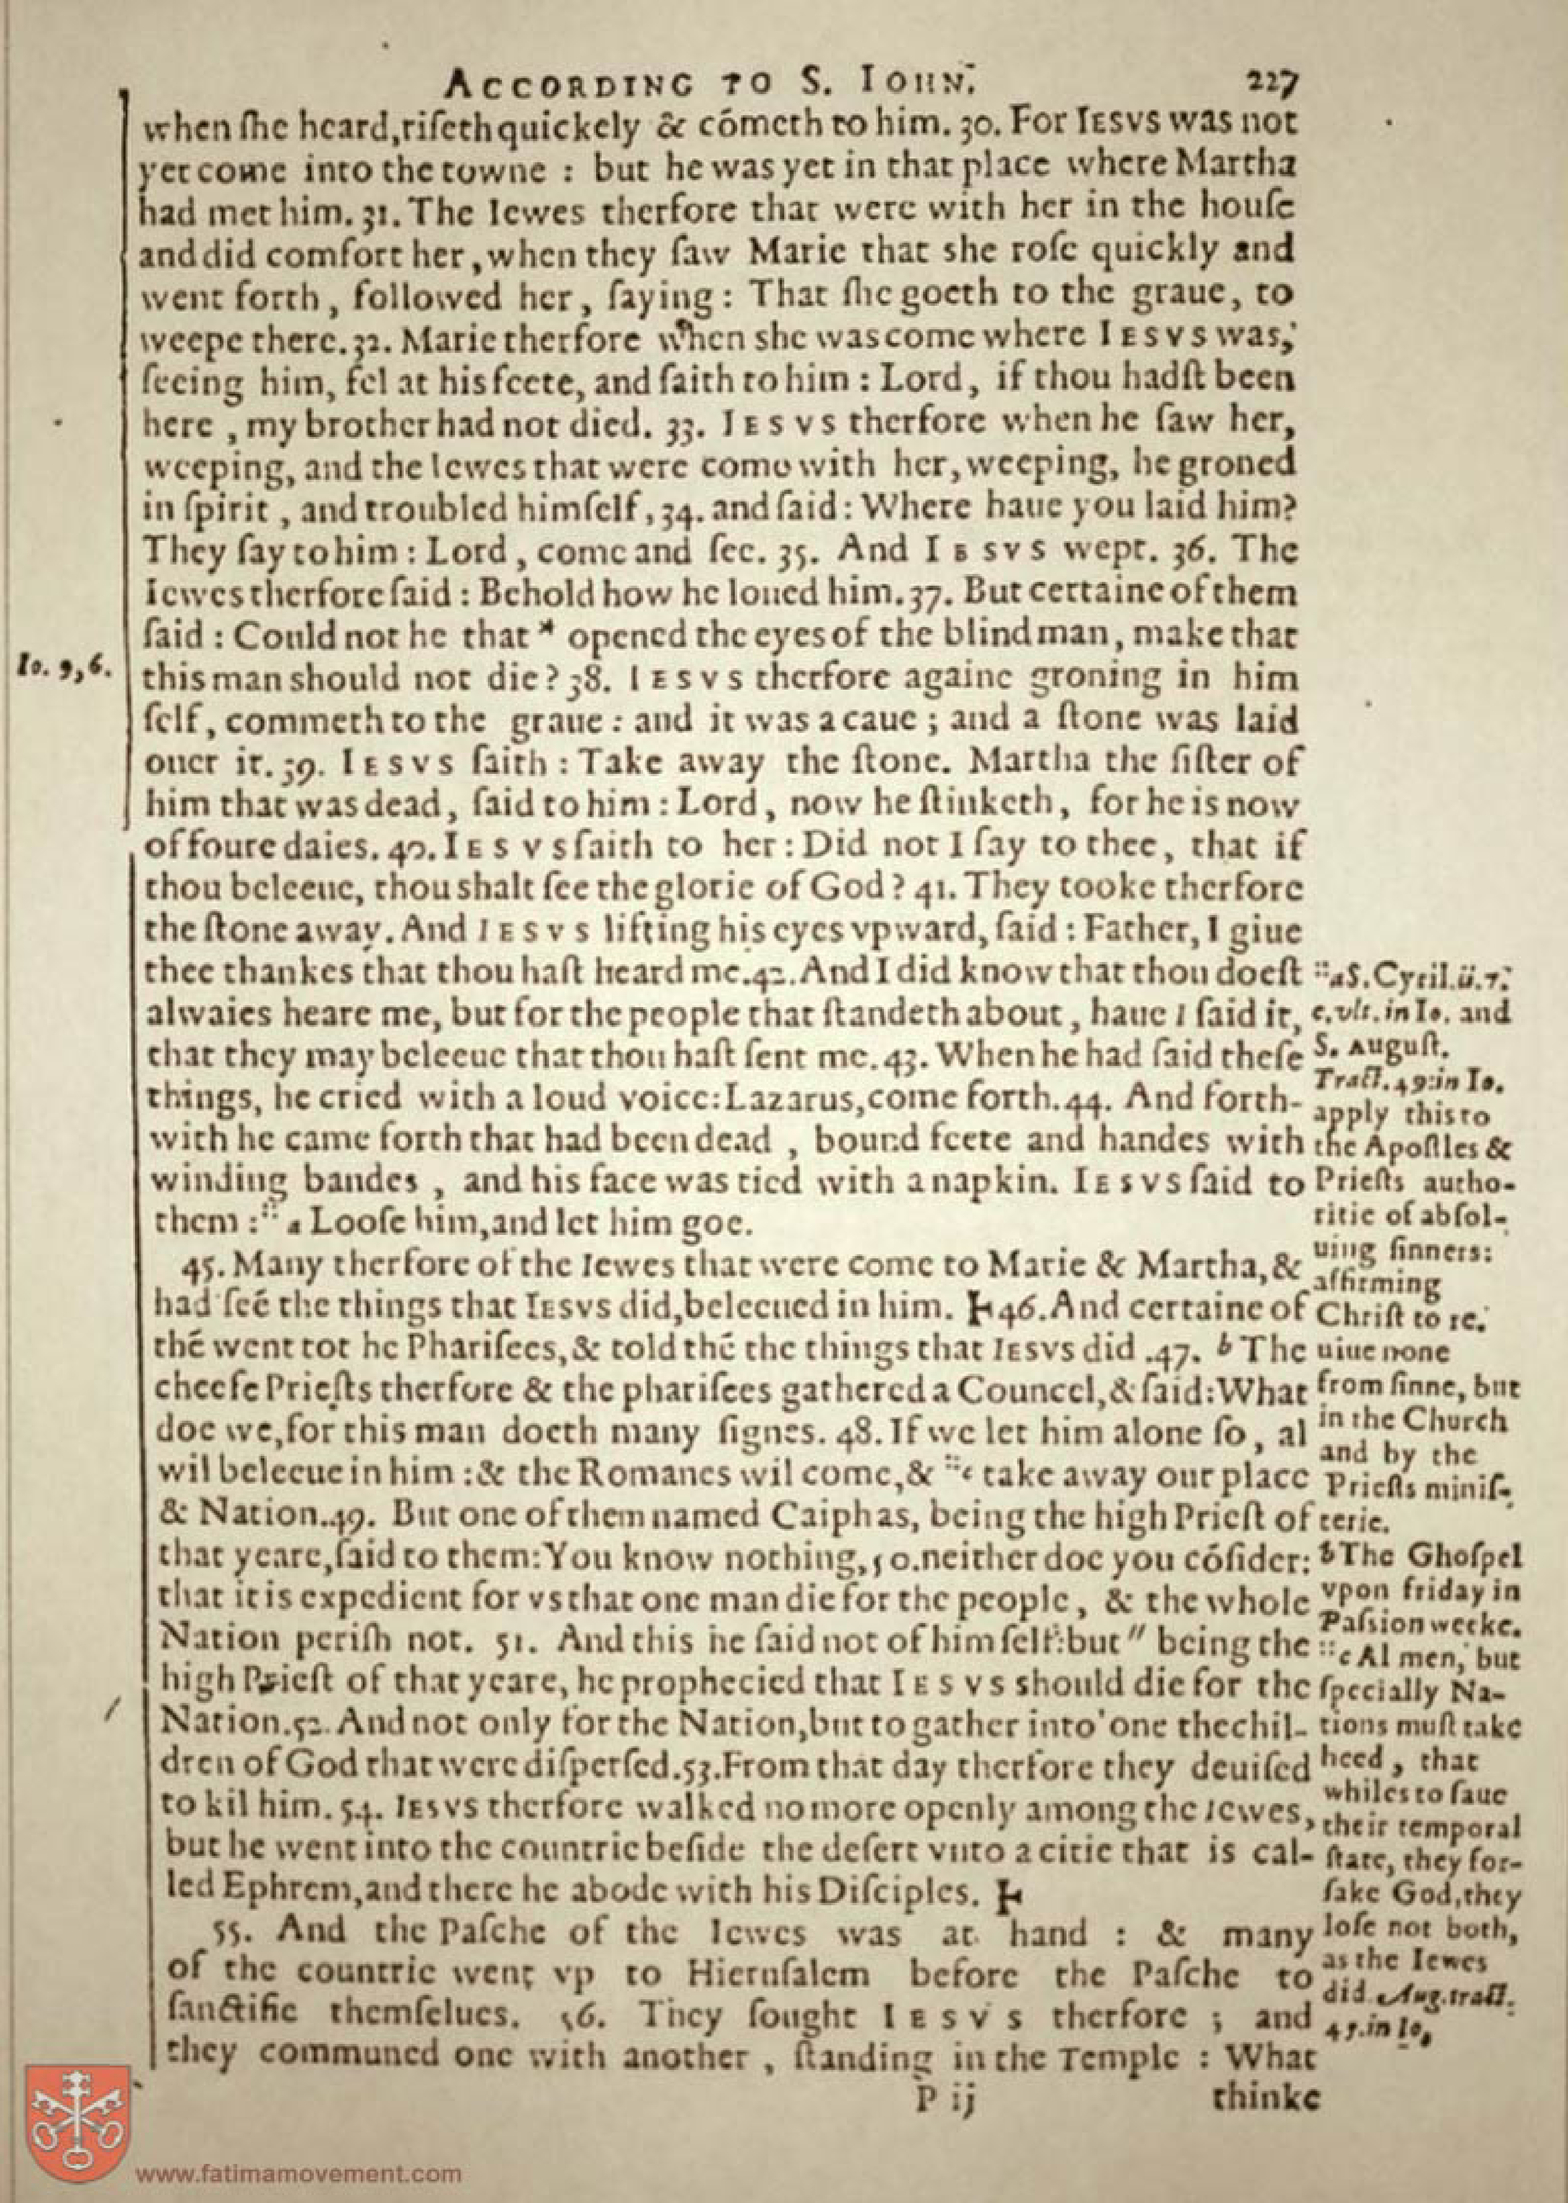 ACCORDING TO S. IOHN. 227
when ſhe heard, riſeth quickely & cómeth to him. 30. For IESVS was not
yet come into the towne : but he was yet in that place where Martha
had met him. 31. The Iewes therfore that were with her in the houſe
and did comfort her, when they ſaw Marie that she roſe quickly and
went forth, followed her, ſaying : That ſhe goeth to the graue, to
weepe there. 32. Marie therfore when she was come where IESVS was,
ſeeing him, fel at his feete, and ſaith to him : Lord, if thou hadſt been
here, my brother had not died. 33. IESVS therfore when he ſaw her,
weeping, and the Iewes that were come with her, weeping, he groned
in ſpirit, and troubled himſelf, 34. and ſaid : Where haue you laid him?
They ſay to him : Lord, come and ſee. 35. And IESVS wept. 36. The
Iewes therfore ſaid : Behold how he loued him. 37. But certaine of them
ſaid : Could not he that * opened the eyes of the blind man, make that
Io. 9,6.
this man should not die? 38. IESVS therfore againe groning in him
ſelf, commeth to the graue : and it was a caue ; and a ſtone was laid
ouer it. 39. IESVS ſaith : Take away the ſtone. Martha the ſiſter of
him that was dead, ſaid to him : Lord, now he ſtinketh, for he is now
of foure daies. 40. IESVS ſaith to her : Did not I ſay to thee, that if
thou beleeue, thou shalt ſee the glorie of God? 41. They tooke therfore
the ſtone away. And IESVS lifting his eyes vpward, ſaid : Father, I giue
thee thankes that thou haſt heard me. 42. And I did know that thou doeſt
alwaies heare me, but for the people that ſtandeth about, haue I ſaid it,
that they may beleeue that thou haſt ſent me. 43. When he had ſaid theſe
things, he cried with a loud voice: Lazarus, come forth. 44. And forth-
with he came forth that had been dead, bound feete and handes with
winding bandes, and his face was tied with a napkin. IESVS ſaid to
them : :: a Looſe him, and let him goe.
45. Many therfore of the Iewes that were come to Marie & Martha, &
had ſeé the things that IESVS did, beleeued in him. Ⱶ 46. And certaine of
thé went tot he Phariſees, & told thé the things that IESVS did .47. b The
cheefe Prieſts therfore & the phariſees gathered a Councel, & ſaid: What
doe we, for this man doeth many ſignes. 48. If we let him alone ſo, al
wil beleeue in him : & the Romanes wil come, & :: c take away our place
& Nation. 49. But one of them named Caiphas, being the high Prieſt of
that yeare, ſaid to them: You know nothing, 50. neither doe you cóſider:
that it is expedient for vs that one man die for the people, & the whole
Nation periſh not. 51. And this he ſaid not of himſelf: but " being the
high Prieſt of that yeare, he prophecied that IESVS should die for the
Nation. 52. And not only for the Nation, but to gather into one the chil-
dren of God that were diſperſed. 53. From that day therfore they deuiſed
to kil him. 54. IESVS therfore walked no more openly among the Iewes,
but he went into the countrie beſide the deſert vnto a citie that is cal-
led Ephrem, and there he abode with his Diſciples. Ⱶ
55. And the Paſche of the Iewes was at hand : & many
of the countrie went vp to Hieruſalem before the Paſche to
ſanctifie themſelues. 56. They ſought IESVS therfore ; and
they communed one with another, ſtanding in the Temple : What
P ij thinke
:: a S. Cyril. li. 7.
c. vlt. in Io. and
S. Auguſt.
Tract. 49. in Io.
apply this to
the Apoſtles &
Prieſts autho-
ritie of abſol-
uing ſinners:
affirming
Chriſt to re.
uiue none
from ſinne, but
in the Church
and by the
Prieſts miniſ-
terie.
b The Ghoſpel
vpon friday in
Paſsion weeke.
:: c Al men, but
ſpecially Na-
tions muſt take
heed, that
whiles to ſaue
their temporal
ſtate, they for-
ſake God, they
loſe not both,
as the Iewes
did. Aug. tract.
49. in Io,
www.fatimamovement.com